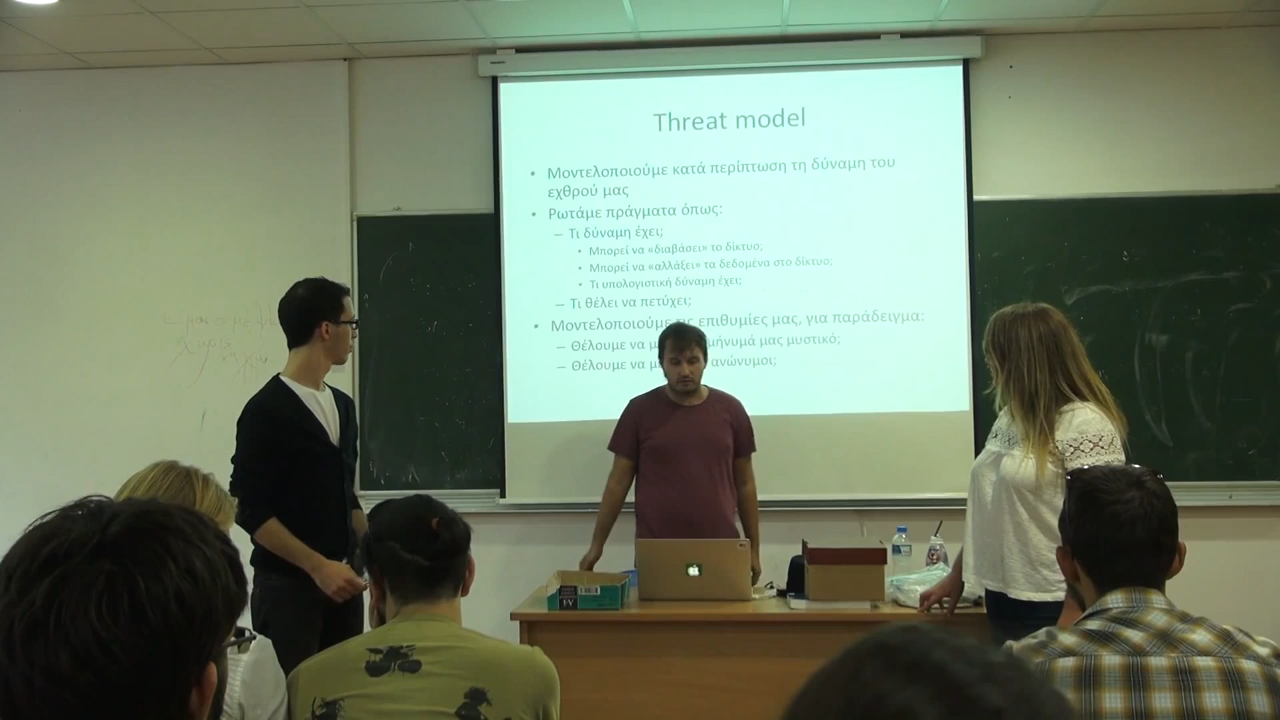 Threat model
• Μοντελοποιούμε κατά περίπτωση τη δύναμη του
εχθρού μας
• Ρωτάμε πράγματα όπως:
– Τι δύναμη έχει;
• Μπορεί να «διαβάσει» το δίκτυο;
• Μπορεί να «αλλάξει» τα δεδομένα στο δίκτυο;
• Τι υπολογιστική δύναμη έχει;
– Τι θέλει να πετύχει;
• Μοντελοποιούμε τις επιθυμίες μας, για παράδειγμα:
– Θέλουμε να μήνυμά μας μυστικό;
– Θέλουμε να ανώνυμοι;